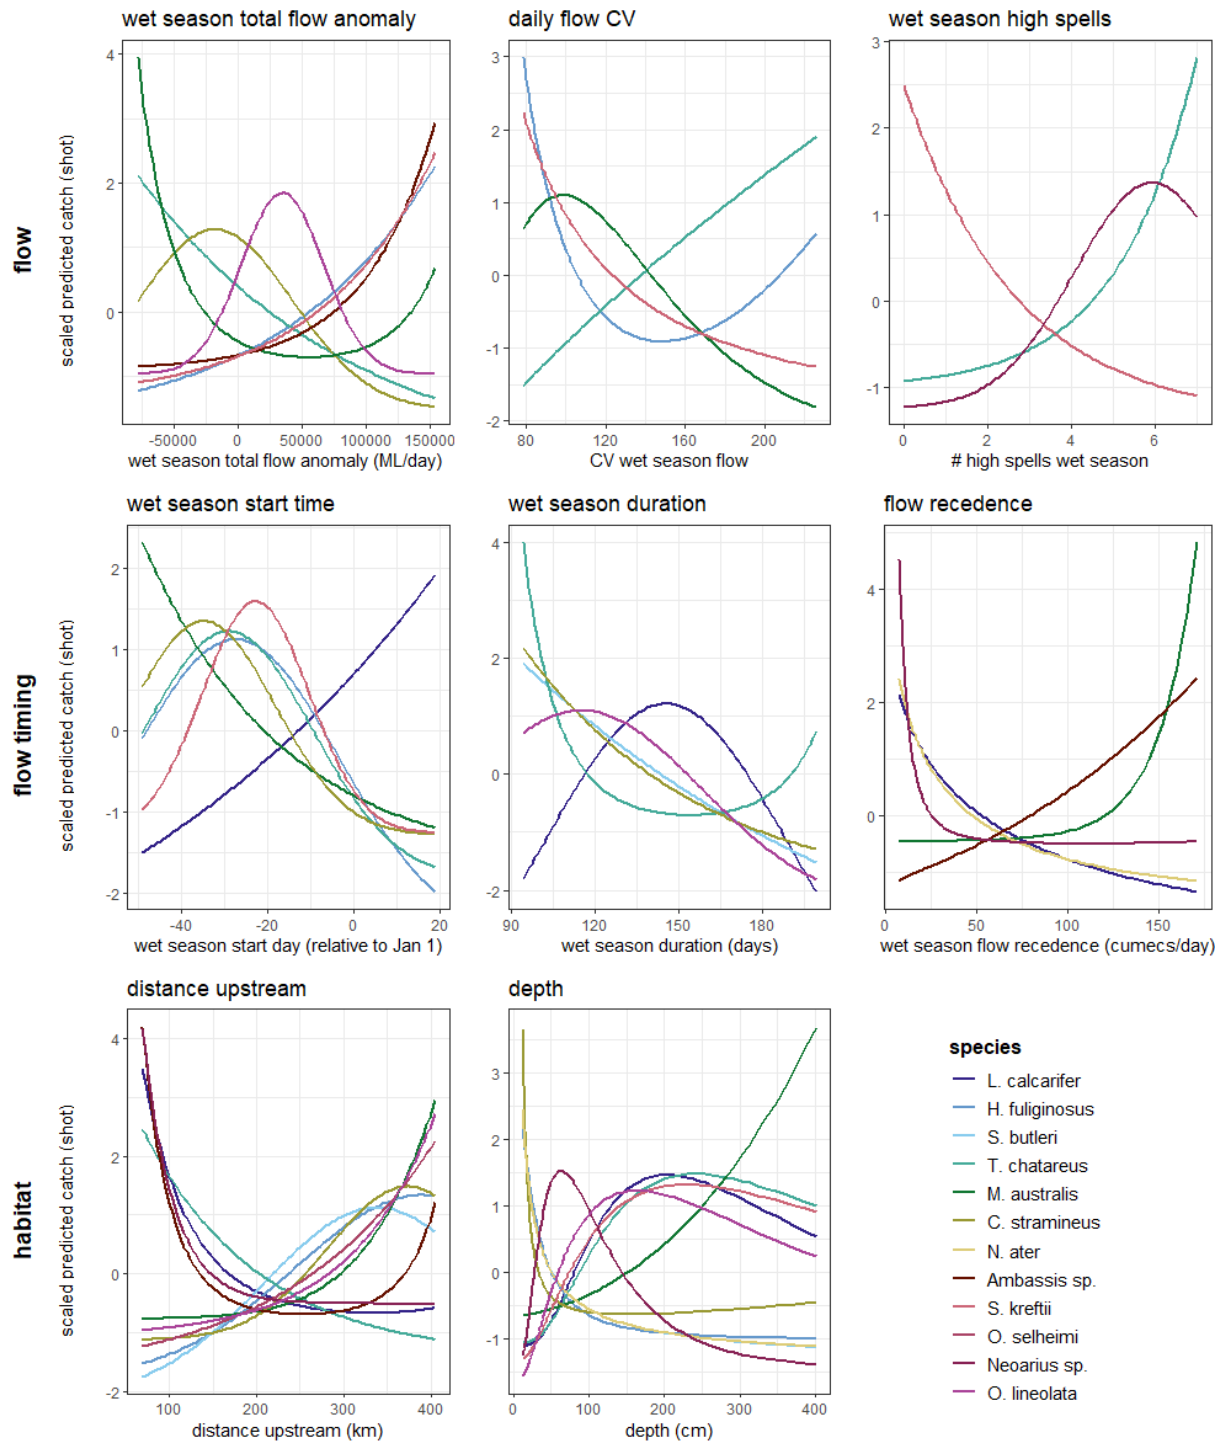 wet season total flow anomaly
daily flow CV
wet season high spells
flow
scaled predicted catch (shot)
4
2
0
-50000 0 50000 100000 150000
wet season total flow anomaly (ML/day)
3
2
1
0
-1
-2
80 120 160 200
CV wet season flow
3
2
1
0
-1
0 2 4 6
# high spells wet season
wet season start time
wet season duration
flow recedence
flow timing
scaled predicted catch (shot)
2
1
0
-1
-2
-40 -20 0 20
wet season start day (relative to Jan 1)
4
2
0
-2
90 120 150 180
wet season duration (days)
4
2
0
50 100 150
wet season flow recedence (cumecs/day)
distance upstream
depth
habitat
scaled predicted catch (shot)
4
2
0
-2
100 200 300 400
distance upstream (km)
3
2
1
0
-1
0 100 200 300 400
depth (cm)
species
L. calcarifer
H. fuliginosus
S. butleri
T. chatareus
M. australis
C. stramineus
N. ater
Ambassis sp.
S. kreftii
O. selheimi
Neoarius sp.
O. lineolata